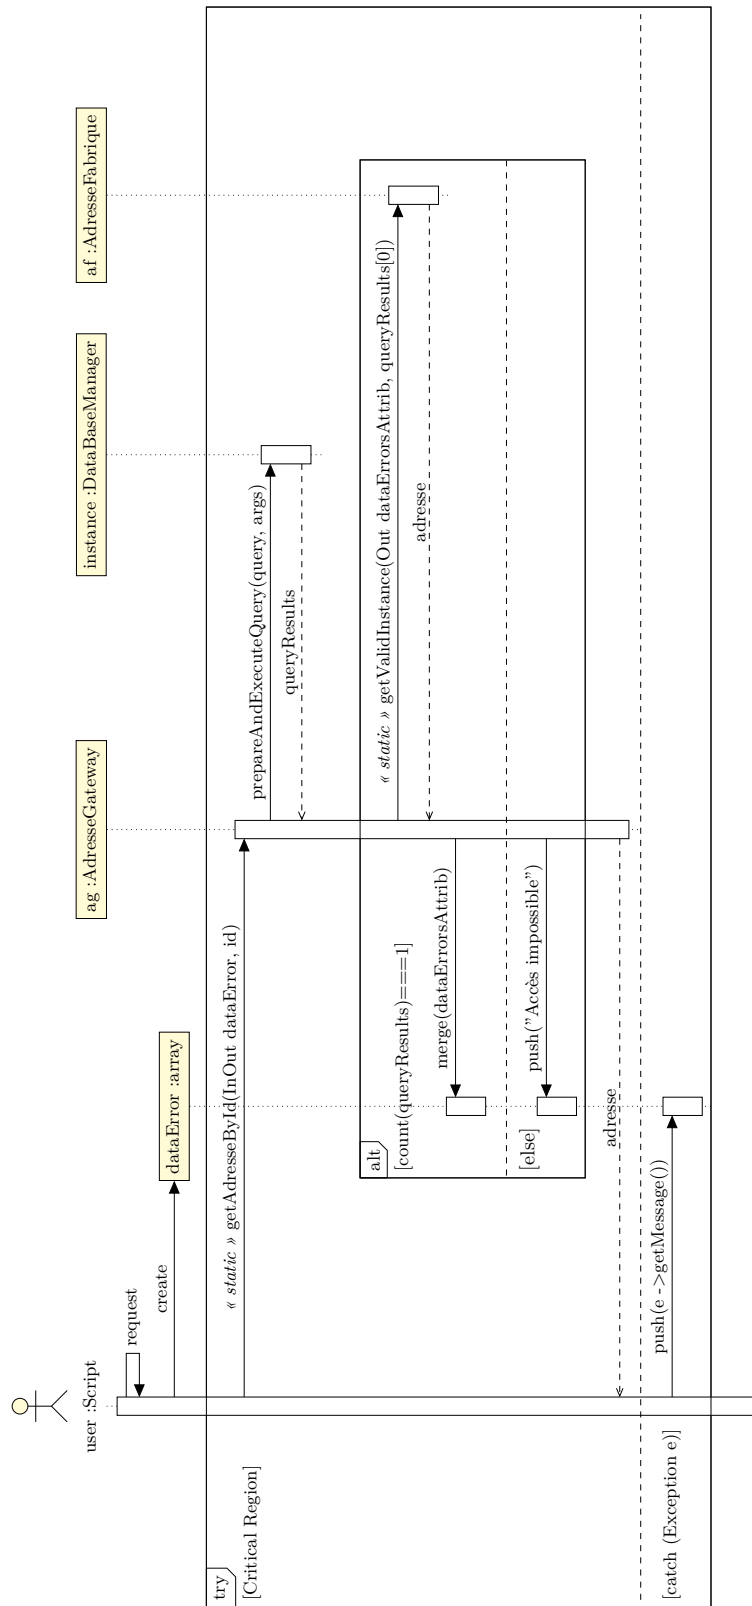 user :Script
ag :AdresseGateway
instance :DataBaseManager
af :AdresseFabrique
request
create
dataError :array
try
[Critical Region]
« static » getAdresseById(InOut dataError, id)
prepareAndExecuteQuery(query, args)
queryResults
alt
[count(queryResults)===1]
« static » getValidInstance(Out dataErrorsAttrib, queryResults[0])
adresse
merge(dataErrorsAttrib)
[else]
push("Accès impossible")
adresse
[catch (Exception e)]
push(e ->getMessage())